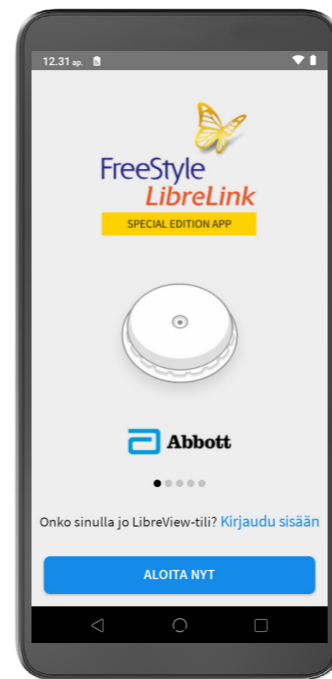 12.31 ap.
FreeStyle
LibreLink
SPECIAL EDITION APP
Abbott
Onko sinulla jo LibreView-tili? Kirjaudu sisään
ALOITA NYT